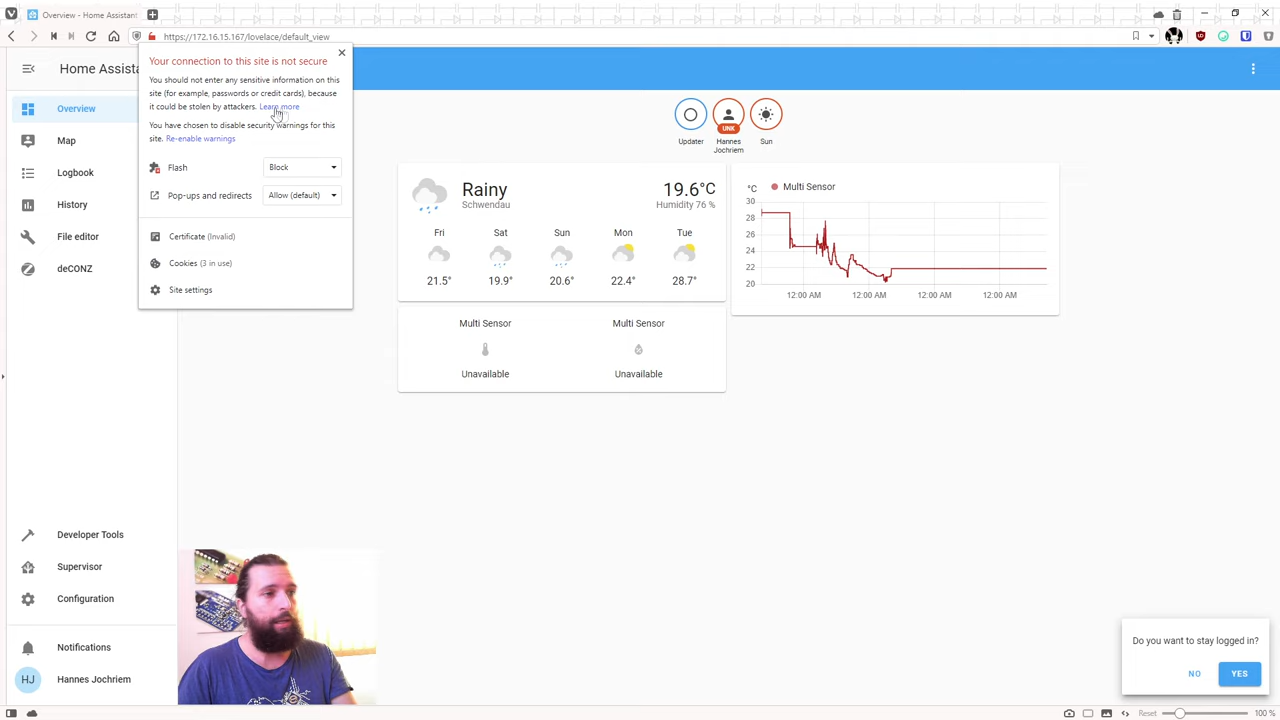 Overview - Home Assistant
https://172.16.15.167/lovelace/default_view
Your connection to this site is not secure
You should not enter any sensitive information on this
site (for example, passwords or credit cards), because
it could be stolen by attackers. Learn more
You have chosen to disable security warnings for this
site. Re-enable warnings
Flash
Block
Pop-ups and redirects
Allow (default)
Certificate (Invalid)
Cookies (3 in use)
Site settings
Home Assista
Overview
Map
Logbook
History
File editor
deCONZ
Developer Tools
Supervisor
Configuration
Notifications
HJ
Hannes Jochriem
Updater
UNK
Hannes
Jochriem
Sun
Rainy
Schwendau
19.6°C
Humidity 76 %
Fri
Sat
Sun
Mon
Tue
21.5°
19.9°
20.6°
22.4°
28.7°
Multi Sensor
Multi Sensor
Unavailable
Unavailable
°C
Multi Sensor
30
28
26
24
22
20
12:00 AM
12:00 AM
12:00 AM
12:00 AM
Do you want to stay logged in?
NO
YES
Reset
100 %